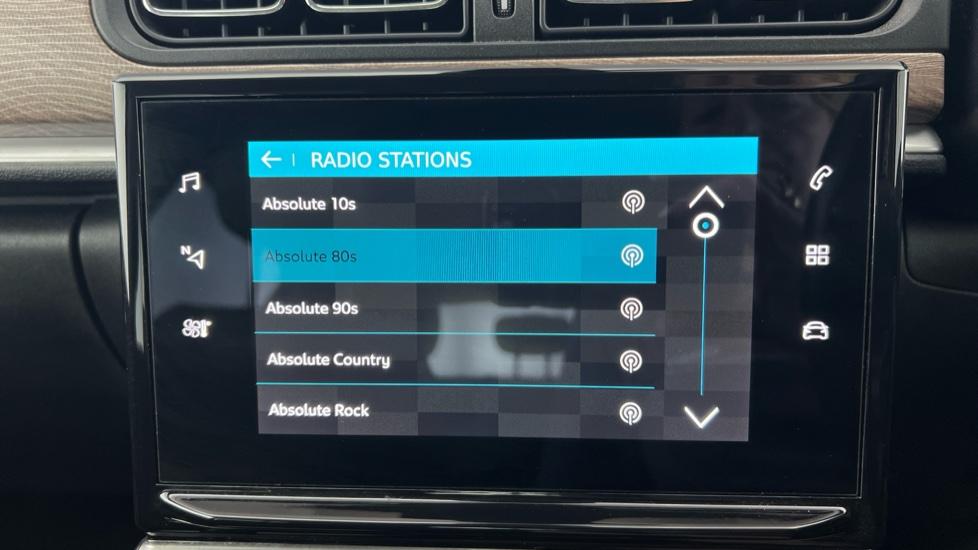 RADIO STATIONS
Absolute 10s
Absolute 80s
Absolute 90s
Absolute Country
Absolute Rock
N